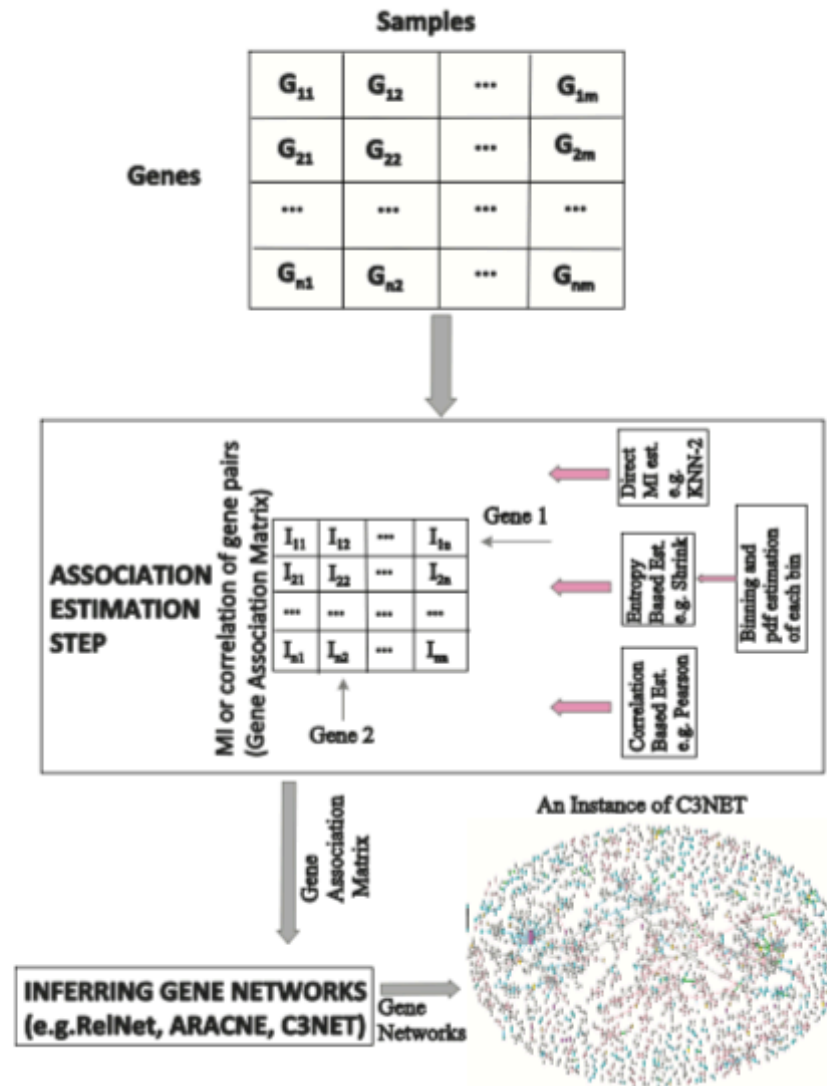 Samples
Genes
G11 G12 ... G1m
G21 G22 ... G2m
... ... ... ...
Gn1 Gn2 ... Gnm
ASSOCIATION
ESTIMATION
STEP
MI or correlation of gene pairs
(Gene Association Matrix)
I11 I12 ... I1n
I21 I22 ... I2n
... ... ... ...
In1 In2 ... Inn
Gene 1
Gene 2
Direct
MI est.
e.g.
KNN-2
Entropy
Based Est.
e.g. Shrink
Correlation
Based Est.
e.g. Pearson
Binning and
pdf estimation
of each bin
Gene
Association
Matrix
An Instance of C3NET
INFERRING GENE NETWORKS
(e.g.RelNet, ARACNE, C3NET)
Gene
Networks